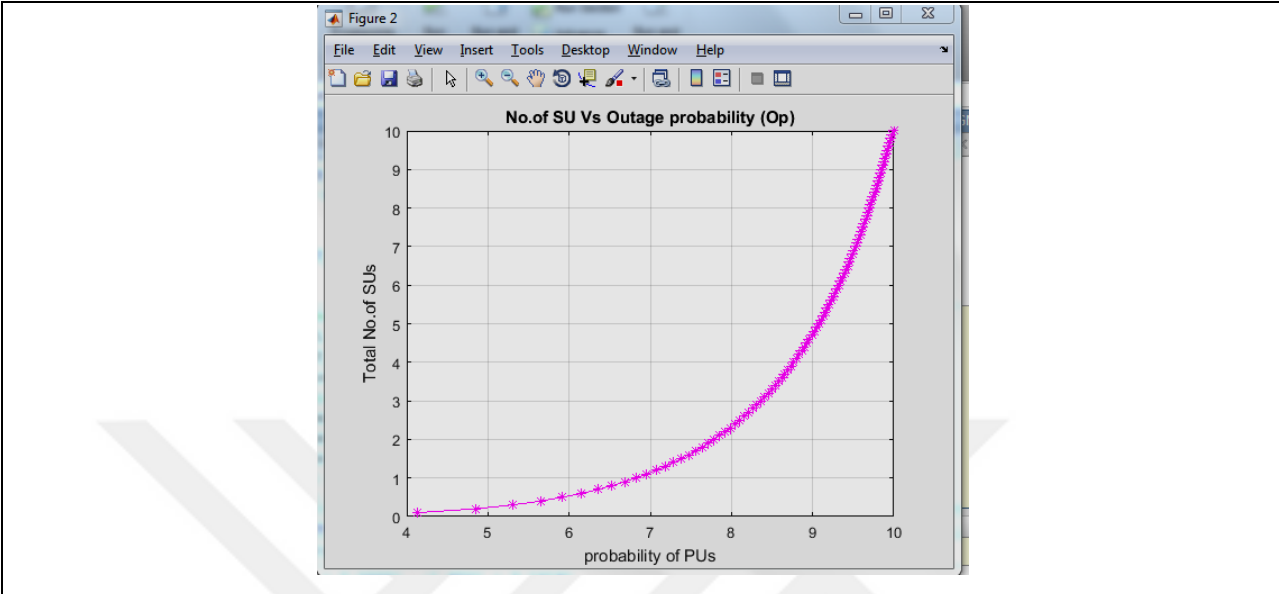 Figure 2
File Edit View Insert Tools Desktop Window Help
No.of SU Vs Outage probability (Op)
10
9
8
7
6
5
4
3
2
1
0
Total No.of SUs
4 5 6 7 8 9 10
probability of PUs